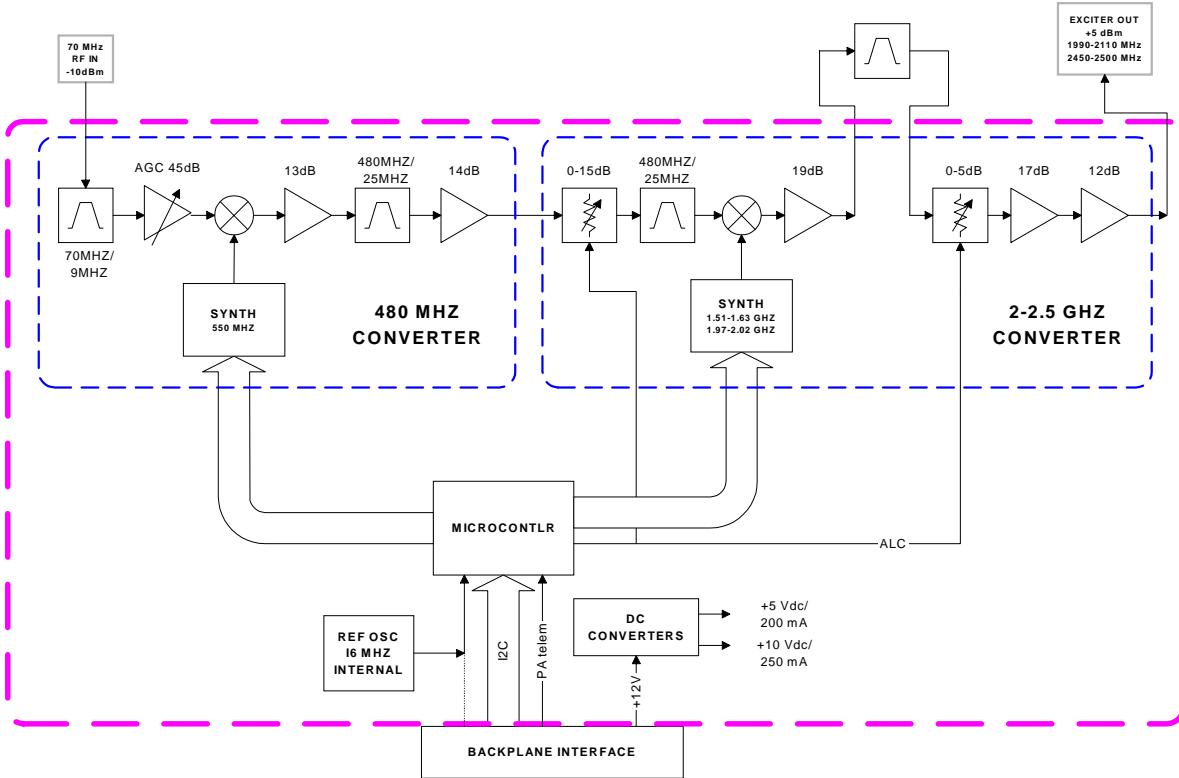 70 MHz
RF IN
-10dBm
EXCITER OUT
+5 dBm
1990-2110 MHz
2450-2500 MHz
AGC 45dB
13dB
480MHZ/
25MHZ
14dB
0-15dB
480MHZ/
25MHZ
19dB
0-5dB
17dB
12dB
70MHZ/
9MHZ
SYNTH
550 MHZ
480 MHZ
CONVERTER
SYNTH
1.51-1.63 GHZ
1.97-2.02 GHZ
2-2.5 GHZ
CONVERTER
MICROCONTLR
ALC
REF OSC
I6 MHZ
INTERNAL
I2C
PA telem
DC
CONVERTERS
+5 Vdc/
200 mA
+10 Vdc/
250 mA
+12V
BACKPLANE INTERFACE